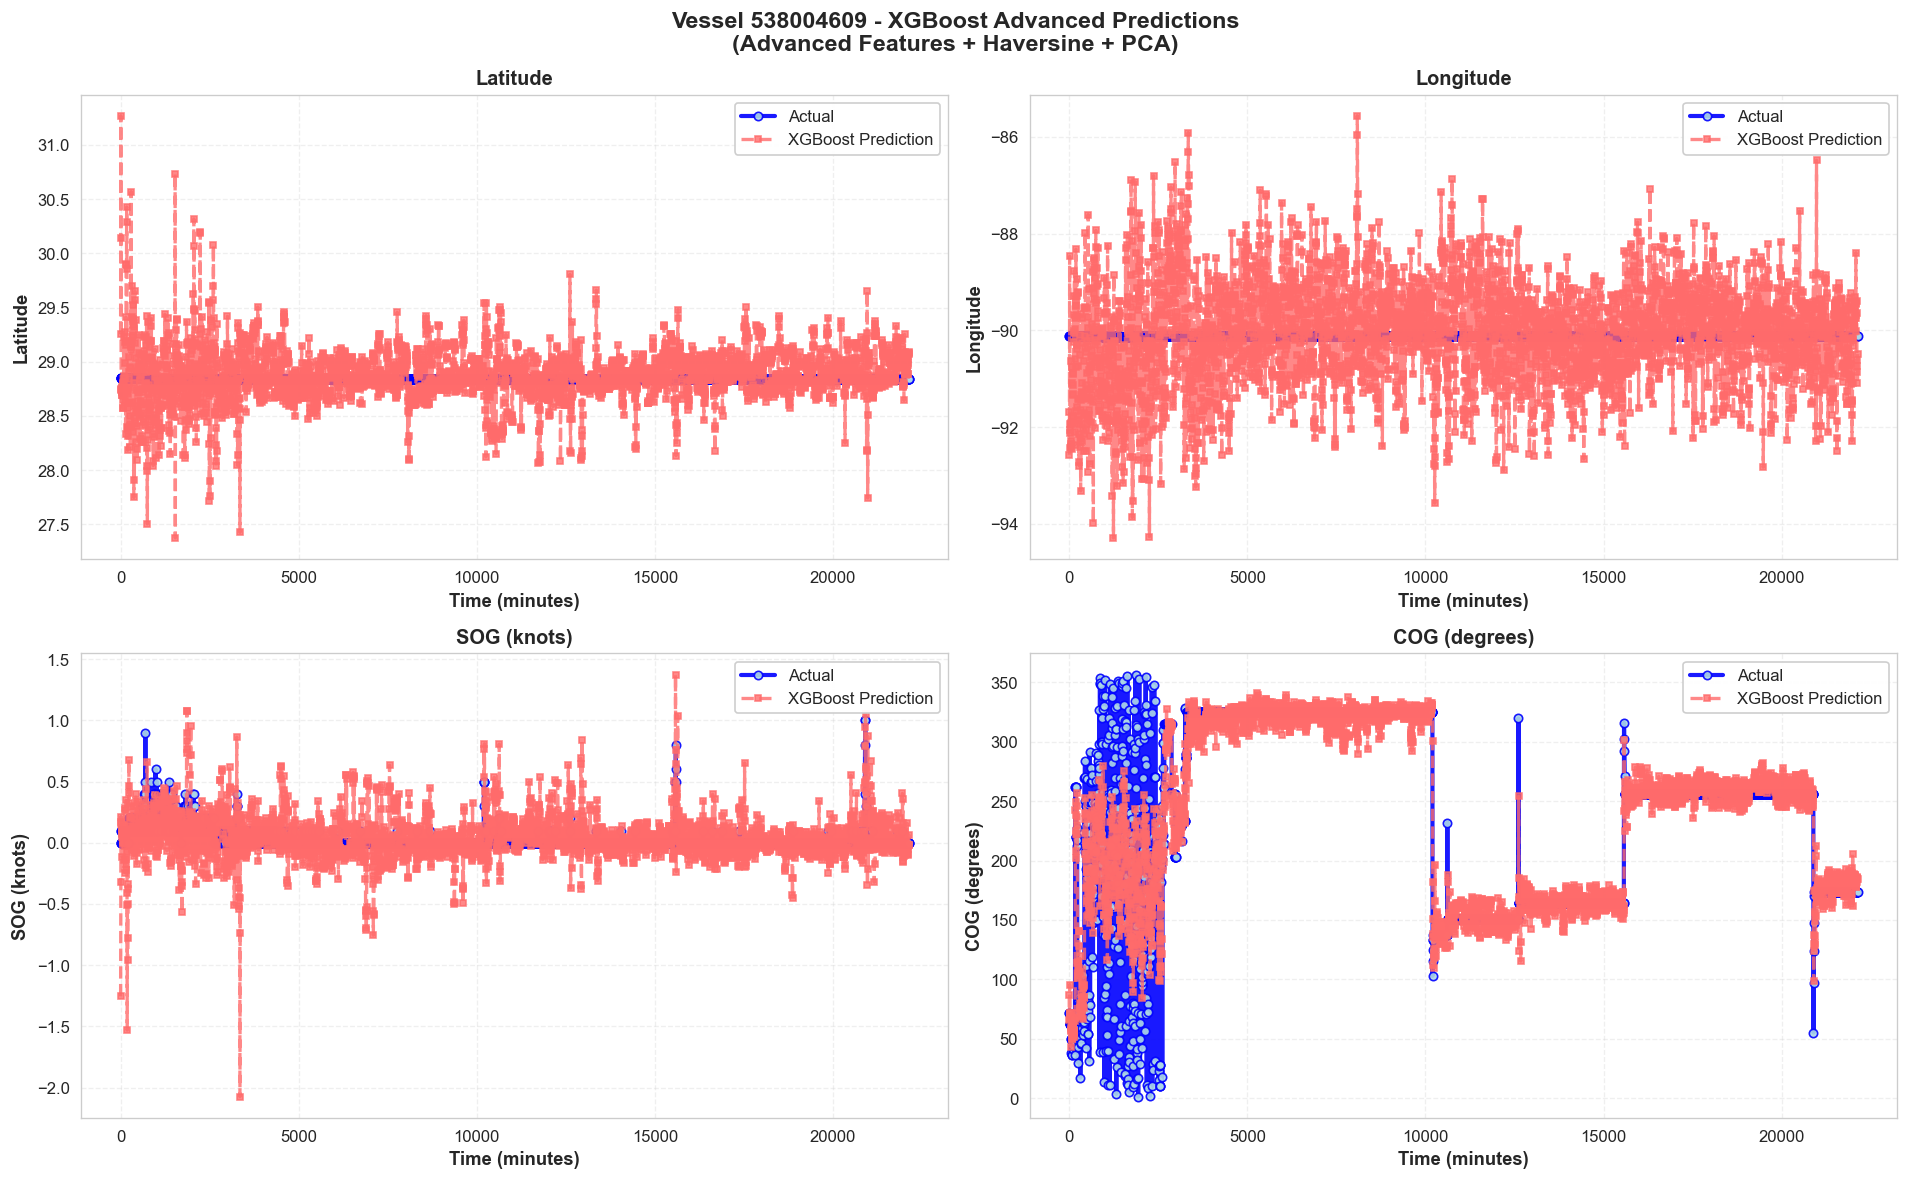 Vessel 538004609 - XGBoost Advanced Predictions
(Advanced Features + Haversine + PCA)
Latitude
Latitude
31.0
30.5
30.0
29.5
29.0
28.5
28.0
27.5
0
5000
10000
15000
20000
Time (minutes)
Actual
XGBoost Prediction
Longitude
Longitude
−86
−88
−90
−92
−94
0
5000
10000
15000
20000
Time (minutes)
Actual
XGBoost Prediction
SOG (knots)
SOG (knots)
1.5
1.0
0.5
0.0
−0.5
−1.0
−1.5
−2.0
0
5000
10000
15000
20000
Time (minutes)
Actual
XGBoost Prediction
COG (degrees)
COG (degrees)
350
300
250
200
150
100
50
0
0
5000
10000
15000
20000
Time (minutes)
Actual
XGBoost Prediction